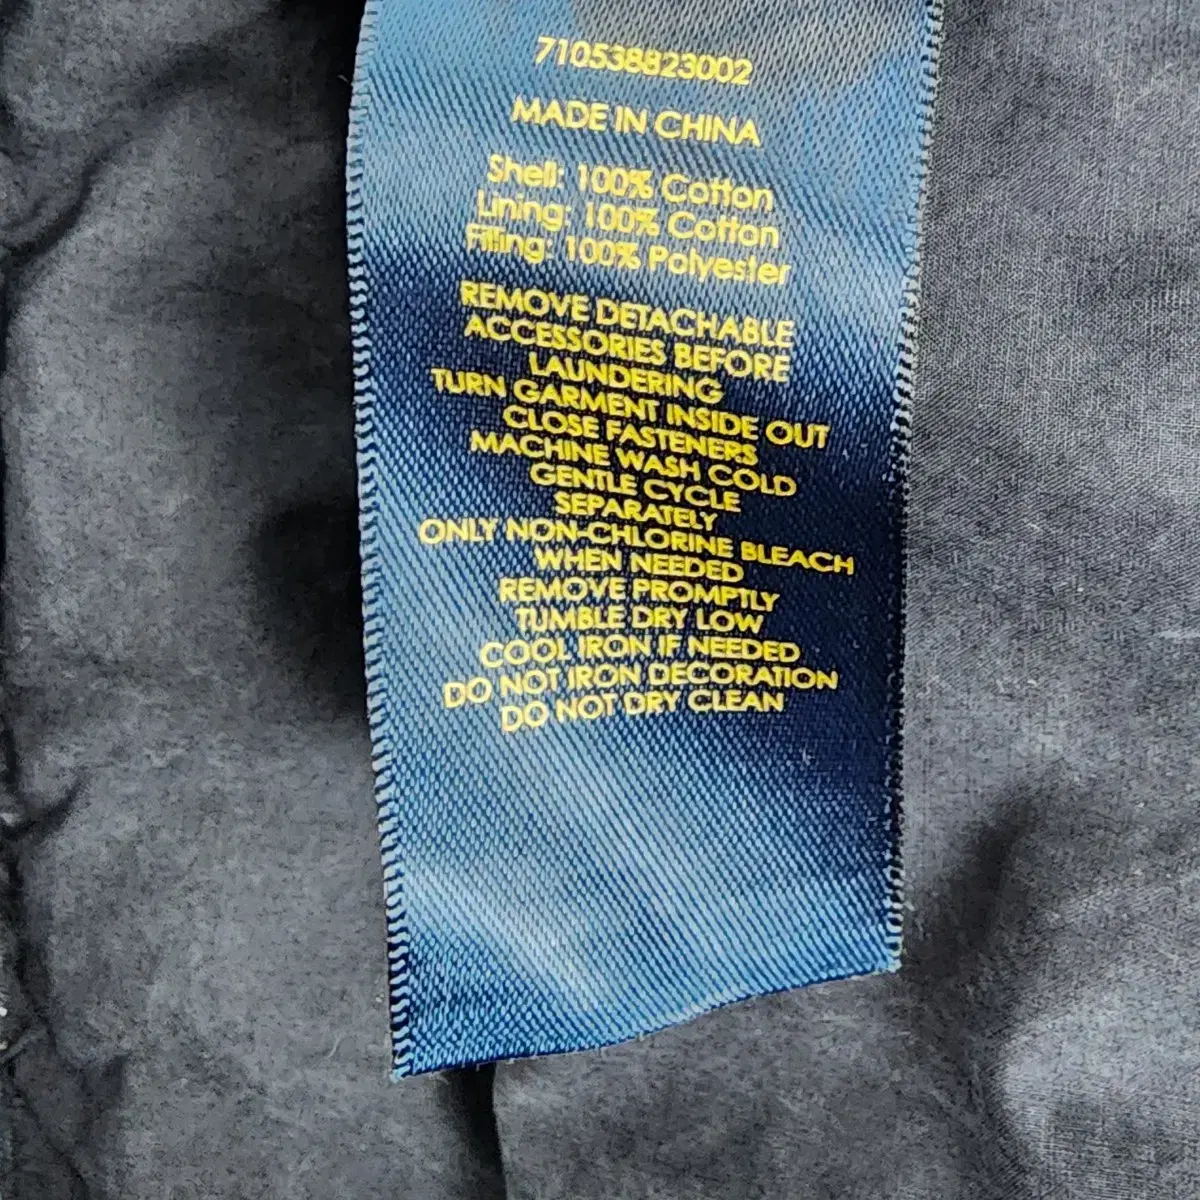 710538823002
MADE IN CHINA
Shell: 100% Cotton
Lining: 100% Cotton
Filling: 100% Polyester
REMOVE DETACHABLE
ACCESSORIES BEFORE
LAUNDERING
TURN GARMENT INSIDE OUT
CLOSE FASTENERS
MACHINE WASH COLD
GENTLE CYCLE
SEPARATELY
ONLY NON-CHLORINE BLEACH
WHEN NEEDED
REMOVE PROMPTLY
TUMBLE DRY LOW
COOL IRON IF NEEDED
DO NOT IRON DECORATION
DO NOT DRY CLEAN